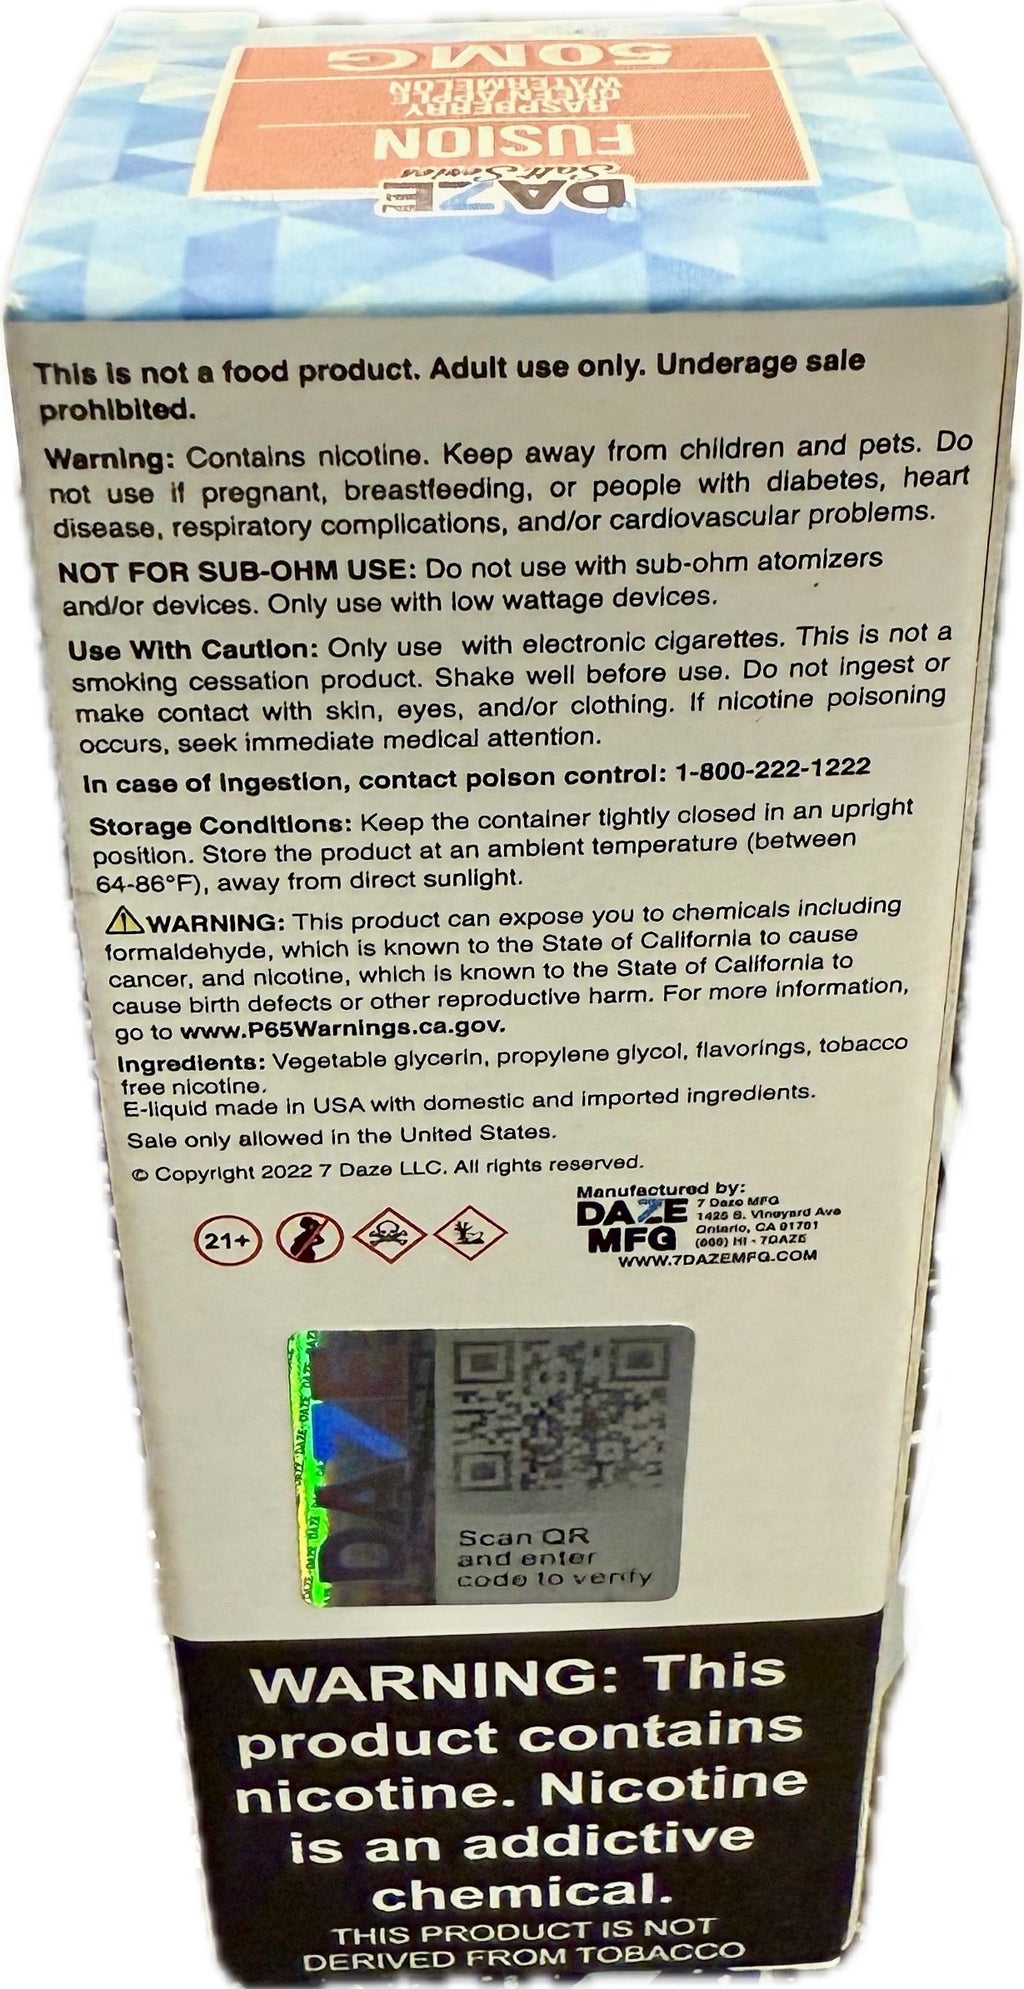 50MG
RASPBERRY
GREEN APPLE
WATERMELON
FUSION
Salt Series
DAZE
This is not a food product. Adult use only. Underage sale
prohibited.
Warning: Contains nicotine. Keep away from children and pets. Do
not use if pregnant, breastfeeding, or people with diabetes, heart
disease, respiratory complications, and/or cardiovascular problems.
NOT FOR SUB-OHM USE: Do not use with sub-ohm atomizers
and/or devices. Only use with low wattage devices.
Use With Caution: Only use with electronic cigarettes. This is not a
smoking cessation product. Shake well before use. Do not ingest or
make contact with skin, eyes, and/or clothing. If nicotine poisoning
occurs, seek immediate medical attention.
In case of ingestion, contact poison control: 1-800-222-1222
Storage Conditions: Keep the container tightly closed in an upright
position. Store the product at an ambient temperature (between
64-86°F), away from direct sunlight.
WARNING: This product can expose you to chemicals including
formaldehyde, which is known to the State of California to cause
cancer, and nicotine, which is known to the State of California to
cause birth defects or other reproductive harm. For more information,
go to www.P65Warnings.ca.gov.
Ingredients: Vegetable glycerin, propylene glycol, flavorings, tobacco
free nicotine.
E-liquid made in USA with domestic and imported ingredients.
Sale only allowed in the United States.
© Copyright 2022 7 Daze LLC. All rights reserved.
21+
Manufactured by:
DAZE MFG
7 Daze MFG
1425 S. Vineyard Ave
Ontario, CA 91761
HI - 7DAZE
WWW.7DAZEMFG.COM
DAZE
Scan QR
and enter
code to verify
WARNING: This
product contains
nicotine. Nicotine
is an addictive
chemical.
THIS PRODUCT IS NOT
DERIVED FROM TOBACCO